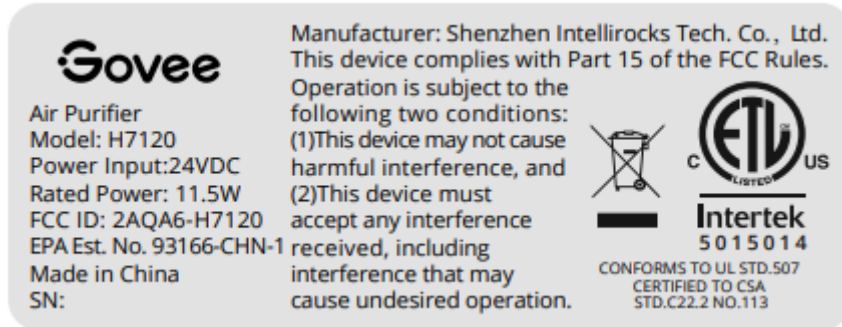 Govee
Air Purifier
Model: H7120
Power Input:24VDC
Rated Power: 11.5W
FCC ID: 2AQA6-H7120
EPA Est. No. 93166-CHN-1
Made in China
SN:
Manufacturer: Shenzhen Intellirocks Tech. Co., Ltd.
This device complies with Part 15 of the FCC Rules.
Operation is subject to the
following two conditions:
(1)This device may not cause
harmful interference, and
(2)This device must
accept any interference
received, including
interference that may
cause undesired operation.
C ETL US
LISTED
Intertek
5015014
CONFORMS TO UL STD.507
CERTIFIED TO CSA
STD.C22.2 NO.113